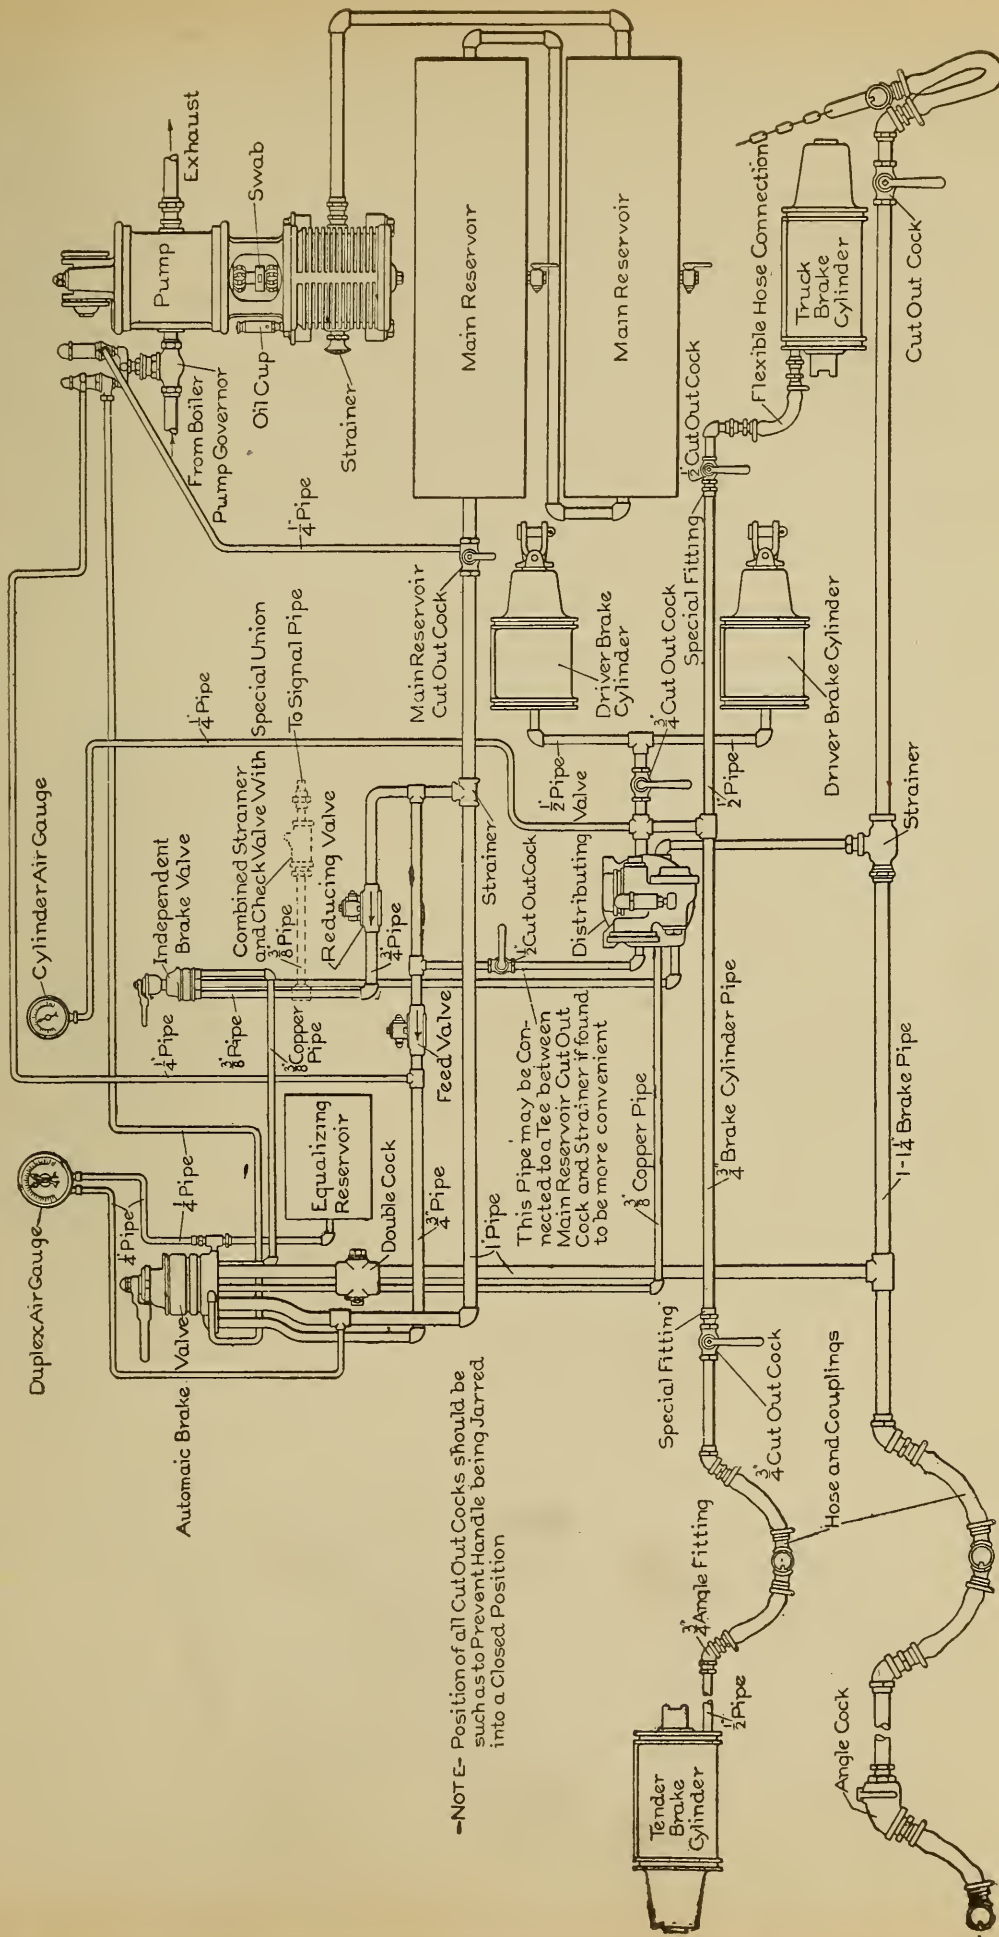 Duplex Air Gauge
Cylinder Air Gauge
Automaic Brake Valve
1/4" Pipe
1/4" Pipe
Equalizing
Reservoir
Double Cock
3/4" Pipe
1" Pipe
Independent
Brake Valve
1/4" Pipe
3/8" Pipe
3/8" Copper
Pipe
Combined Strainer
and Check Valve With Special Union
3/8" Pipe
To Signal Pipe
Reducing Valve
3/4" Pipe
Feed Valve
1/4" Pipe
From Boiler
Pump Governor
Pump
Exhaust
Oil Cup
Swab
Strainer
1/4" Pipe
Main Reservoir
Cut Out Cock
Main Reservoir
Main Reservoir
Strainer
1/2" Cut Out Cock
Distributing
Valve
This Pipe may be Con-
nected to a Tee between
Main Reservoir Cut Out
Cock and Strainer if found
to be more convenient
3/8" Copper Pipe
Driver Brake
Cylinder
1/2" Pipe
3/4" Cut Out Cock
1/2" Pipe
Driver Brake Cylinder
Special Fitting
1/2" Cut Out Cock
Flexible Hose Connection
Truck
Brake
Cylinder
Cut Out Cock
Strainer
3/4" Brake Cylinder Pipe
1-1 1/4" Brake Pipe
Special Fitting
3/4" Cut Out Cock
Hose and Couplings
3/4" Angle Fitting
1/2" Pipe
Tender
Brake
Cylinder
Angle Cock
-NOTE- Position of all Cut Out Cocks should be
such as to Prevent Handle being Jarred
into a Closed Position